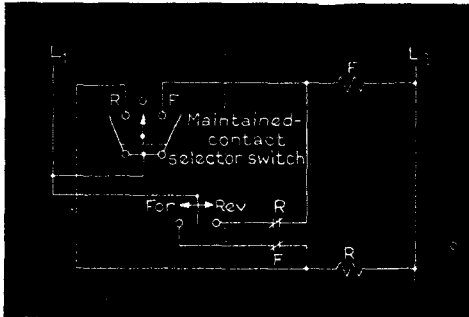 L1 L2
F
R O F
Maintained-
contact
selector switch
For Rev R
F
R